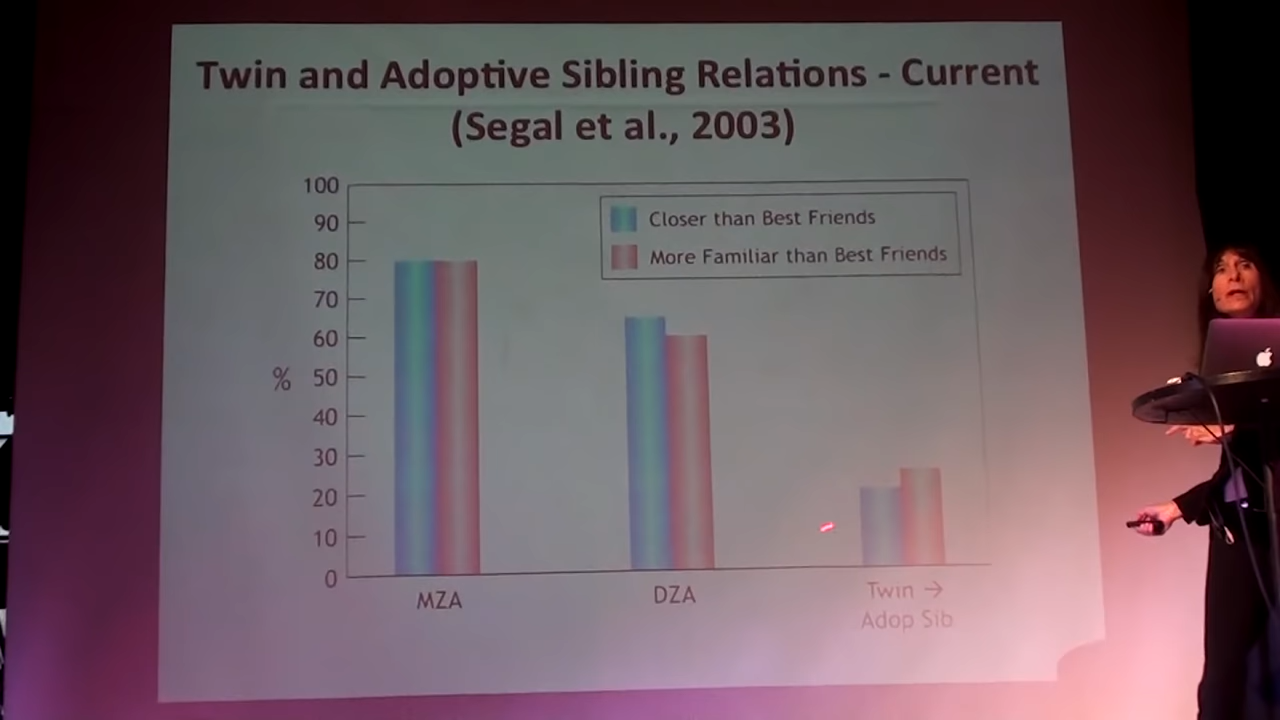 Twin and Adoptive Sibling Relations - Current
(Segal et al., 2003)
100
90
80
70
60
50
40
30
20
10
0
%
Closer than Best Friends
More Familiar than Best Friends
MZA
DZA
Twin →
Adop Sib